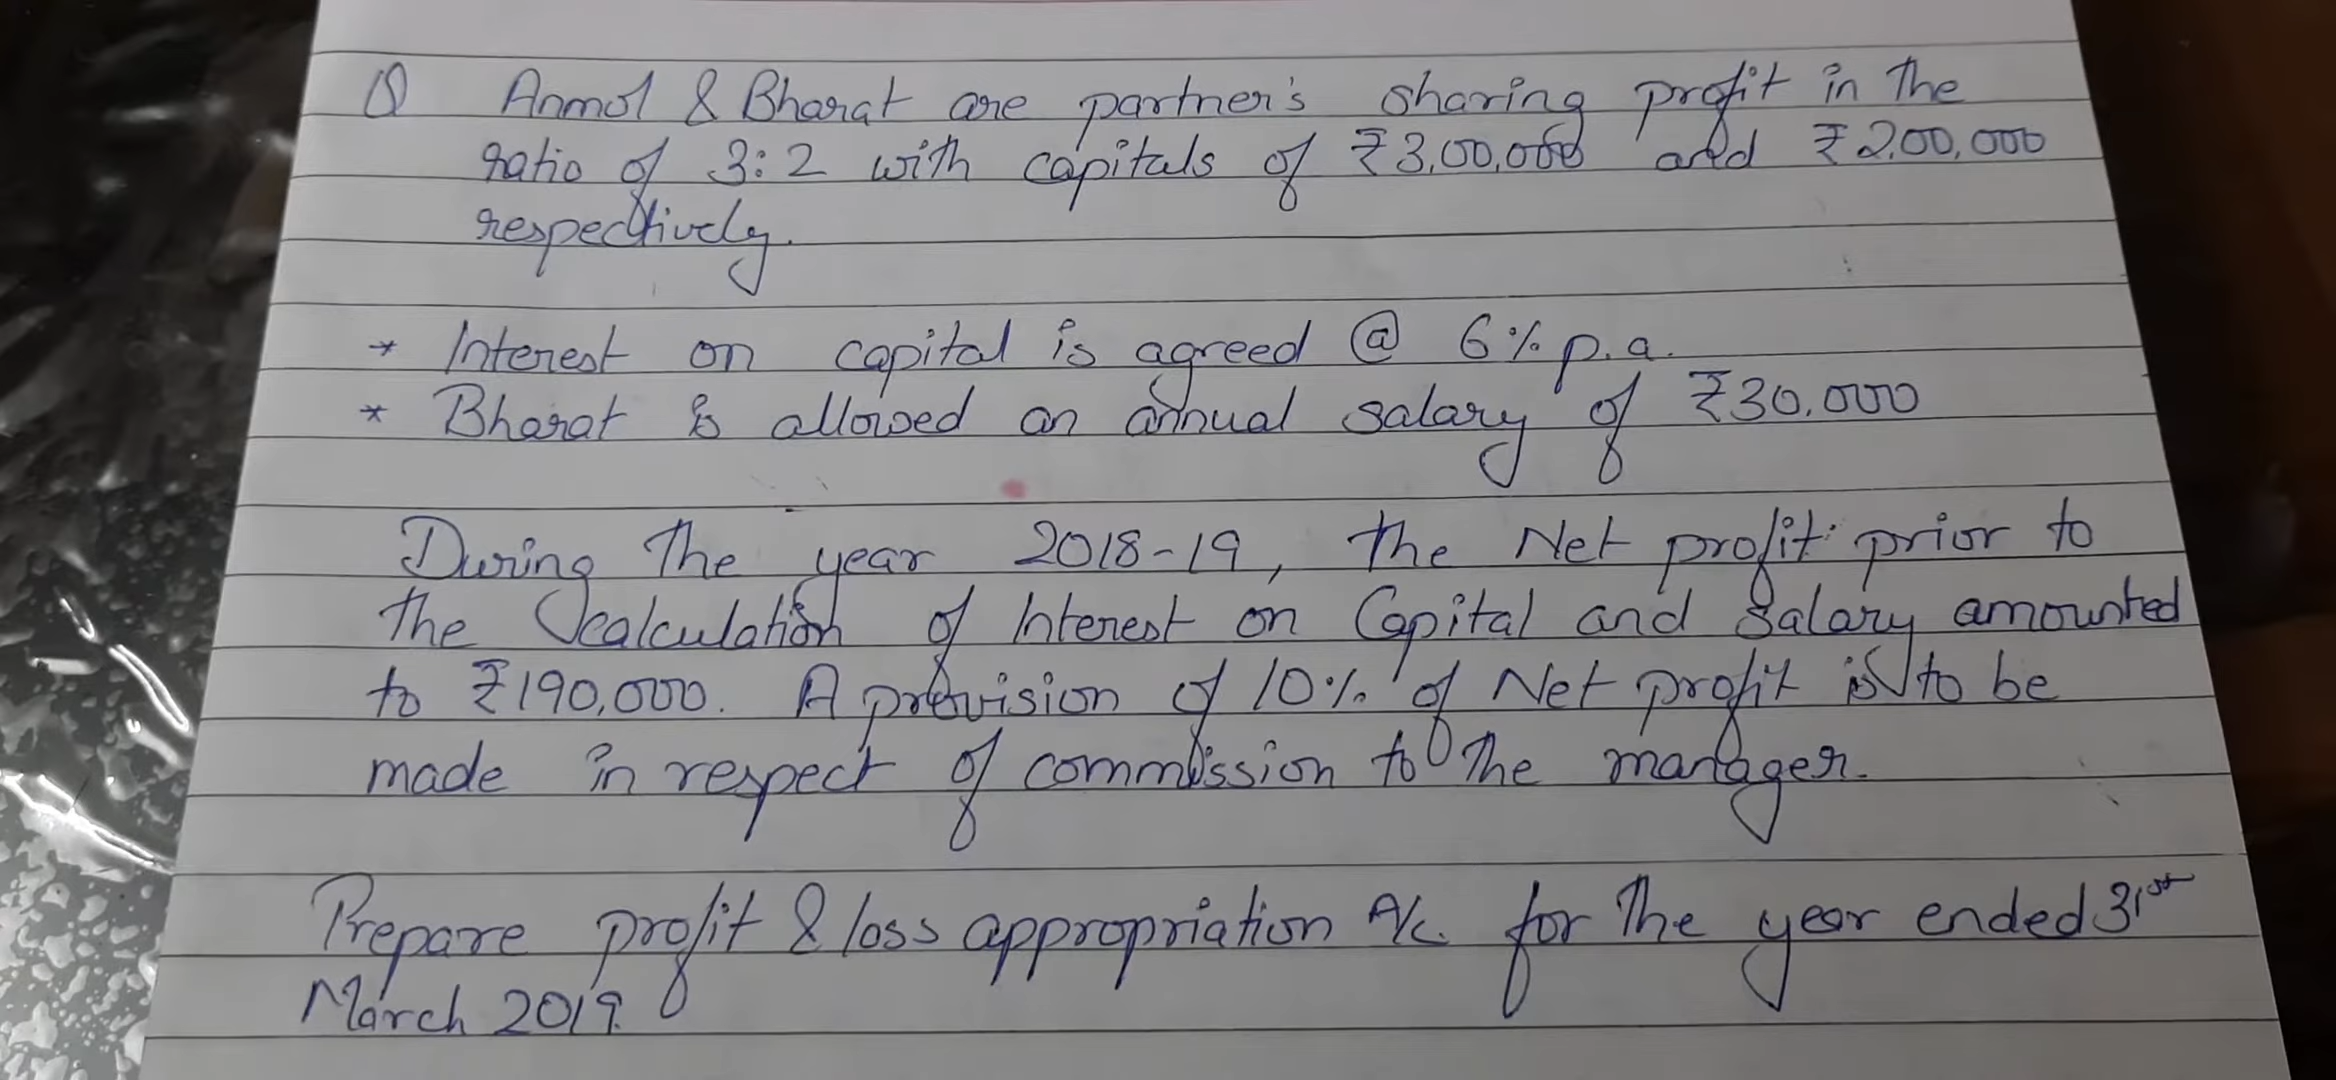 Q Anmol & Bharat are partner's sharing profit in the
ratio of 3:2 with capitals of ₹3,00,000 and ₹2,00,000
respectively.
* Interest on capital is agreed @ 6% p.a.
* Bharat is allowed an annual salary of ₹30,000
During the year 2018-19, the Net profit prior to
the calculation of Interest on Capital and Salary amounted
to ₹190,000. A provision of 10% of Net profit is to be
made in respect of commission to the manager.
Prepare profit & loss appropriation A/c. for the year ended 31st
March 2019.